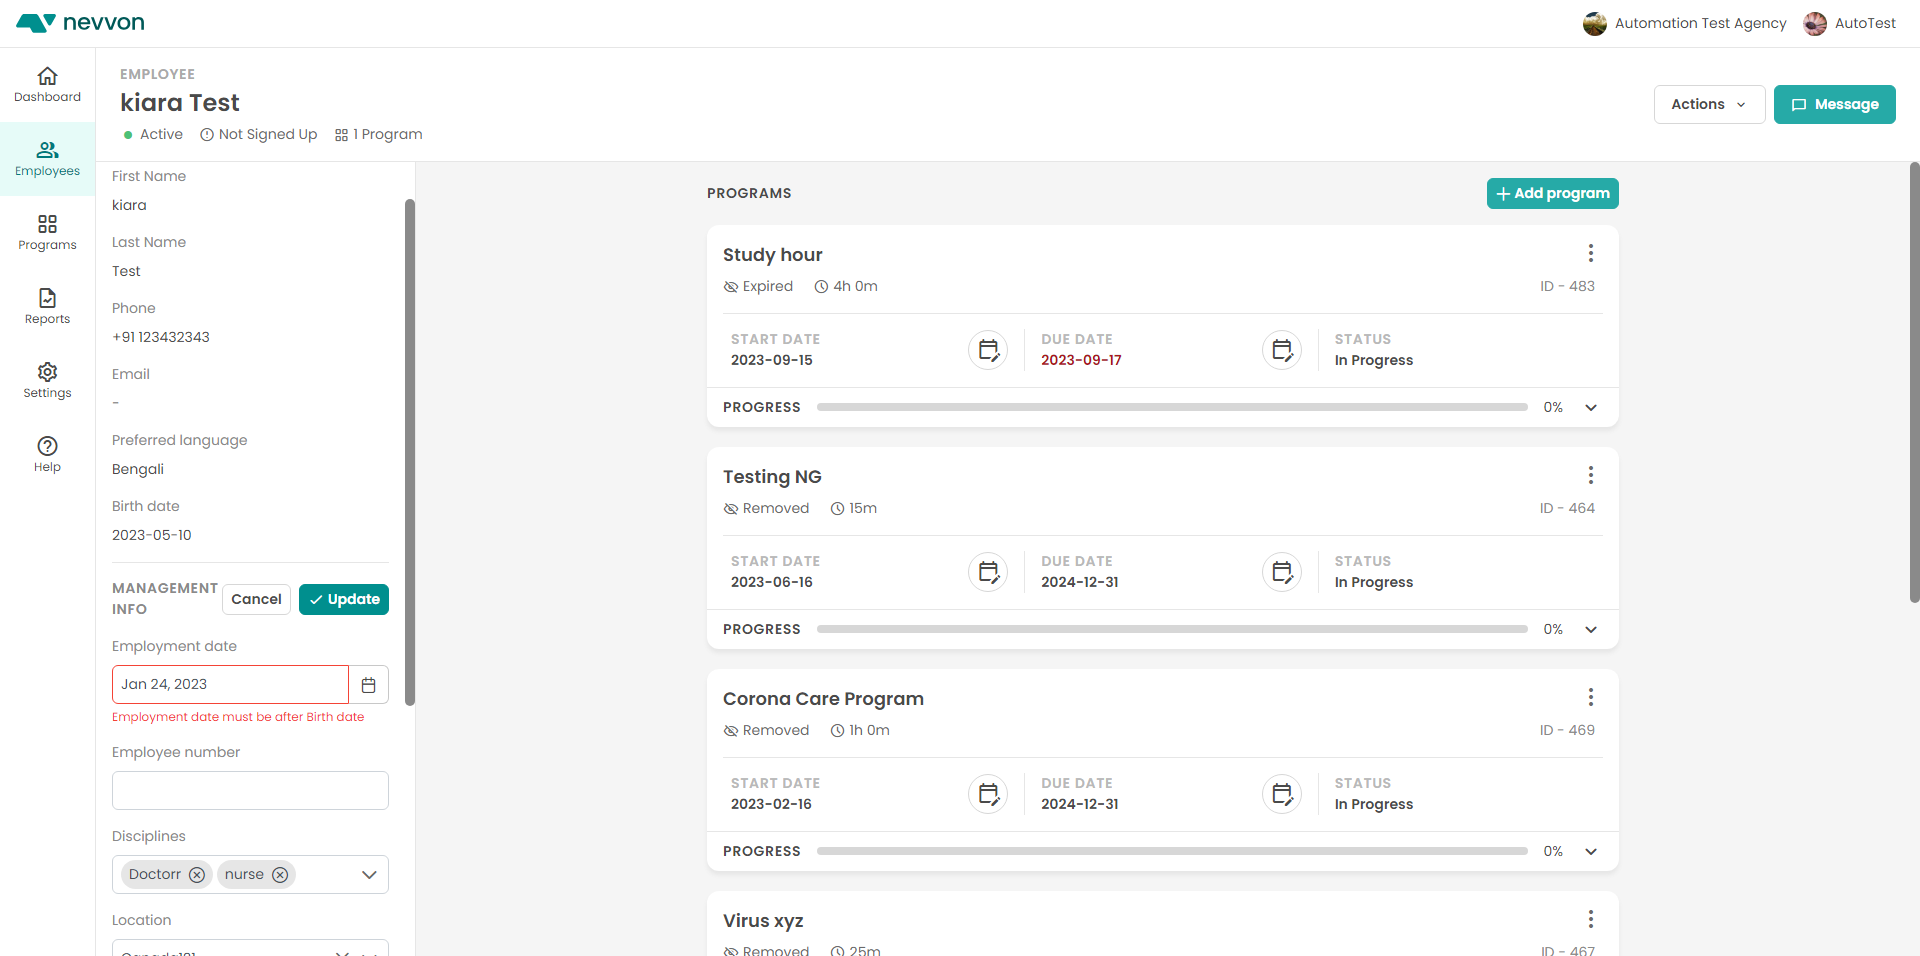 nevvon
Automation Test Agency
AutoTest
Dashboard
Employees
Programs
Reports
Settings
Help
EMPLOYEE
kiara Test
Active
Not Signed Up
1 Program
Actions
Message
First Name
kiara
Last Name
Test
Phone
+91 123432343
Email
-
Preferred language
Bengali
Birth date
2023-05-10
MANAGEMENT
INFO
Cancel
Update
Employment date
Jan 24, 2023
Employment date must be after Birth date
Employee number
Disciplines
Doctorr
nurse
Location
PROGRAMS
Add program
Study hour
Expired
4h 0m
ID - 483
START DATE
2023-09-15
DUE DATE
2023-09-17
STATUS
In Progress
PROGRESS
0%
Testing NG
Removed
15m
ID - 464
START DATE
2023-06-16
DUE DATE
2024-12-31
STATUS
In Progress
PROGRESS
0%
Corona Care Program
Removed
1h 0m
ID - 469
START DATE
2023-02-16
DUE DATE
2024-12-31
STATUS
In Progress
PROGRESS
0%
Virus xyz
Removed
25m
ID - 467